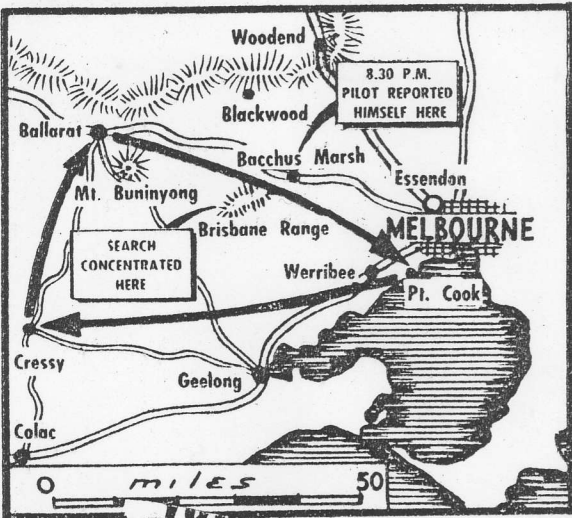 Woodend
8.30 P.M.
PILOT REPORTED
HIMSELF HERE
Blackwood
Ballarat
Bacchus Marsh
Essendon
Mt. Buninyong
MELBOURNE
Brisbane Range
SEARCH
CONCENTRATED
HERE
Werribee
Pt. Cook
Cressy
Geelong
Colac
0 miles 50